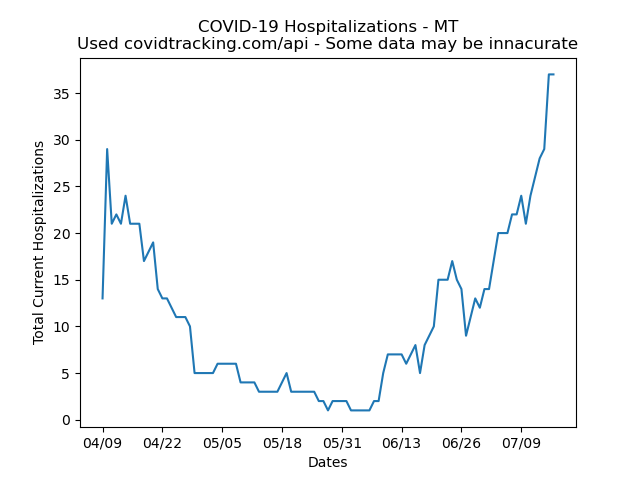 COVID-19 Hospitalizations - MT
Used covidtracking.com/api - Some data may be innacurate
Total Current Hospitalizations
35
30
25
20
15
10
5
0
04/09 04/22 05/05 05/18 05/31 06/13 06/26 07/09
Dates